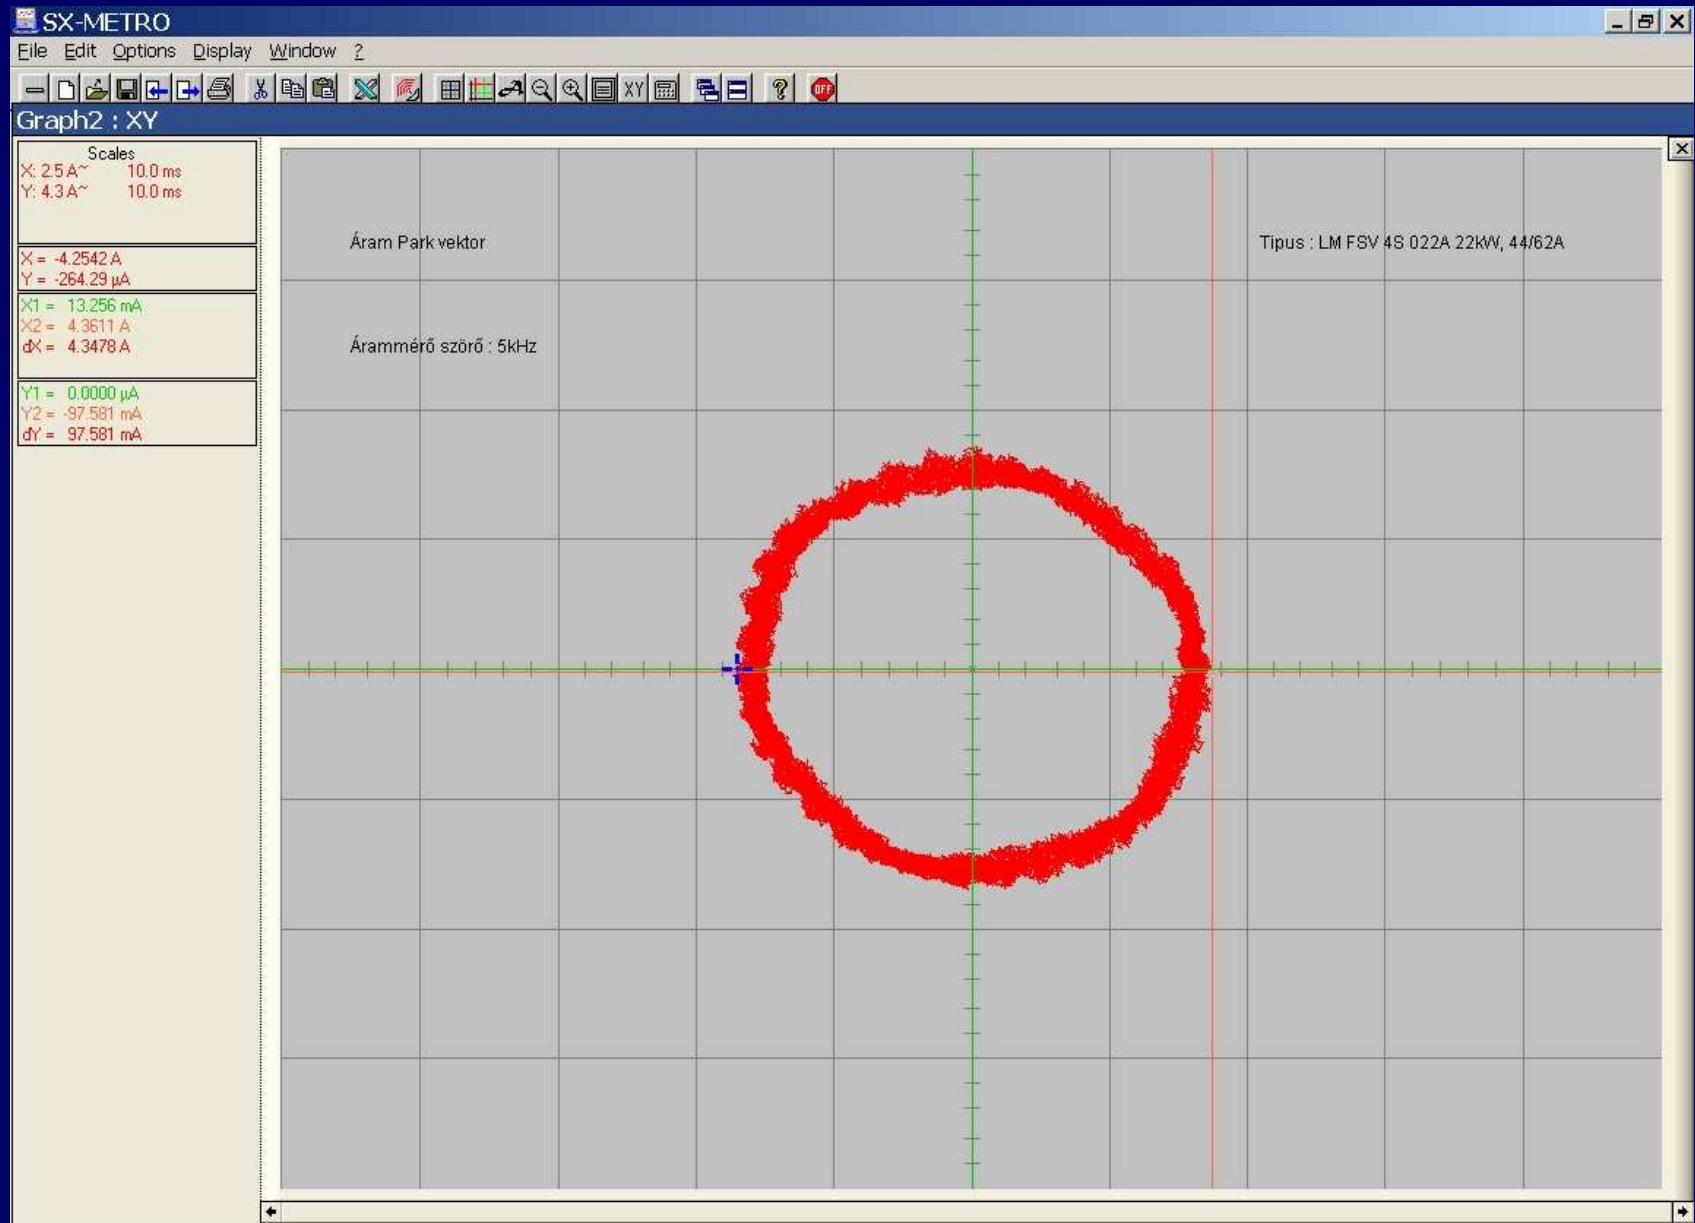 SX-METRO
File Edit Options Display Window ?
XY OFF
Graph2 : XY
Scales
X: 2.5 A~ 10.0 ms
Y: 4.3 A~ 10.0 ms
X = -4.2542 A
Y = -264.29 µA
X1 = 13.256 mA
X2 = 4.3611 A
dX = 4.3478 A
Y1 = 0.0000 µA
Y2 = -97.581 mA
dY = 97.581 mA
Áram Park vektor
Tipus : LM FSV 4S 022A 22kW, 44/62A
Árammérő szörő : 5kHz